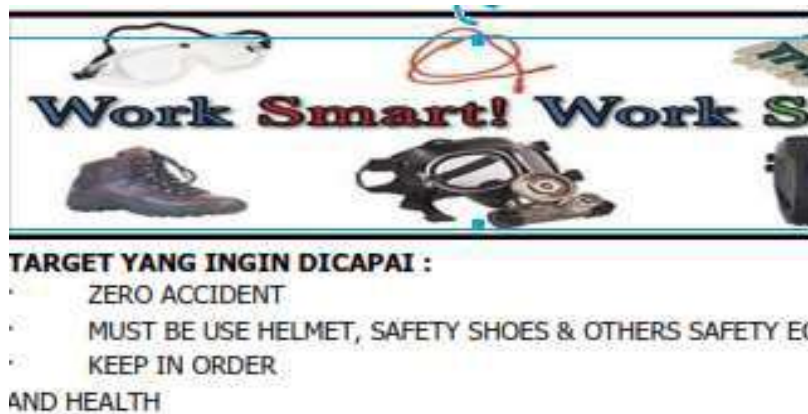 Work Smart! Work
TARGET YANG INGIN DICAPAI :
ZERO ACCIDENT
MUST BE USE HELMET, SAFETY SHOES & OTHERS SAFETY
KEEP IN ORDER
AND HEALTH